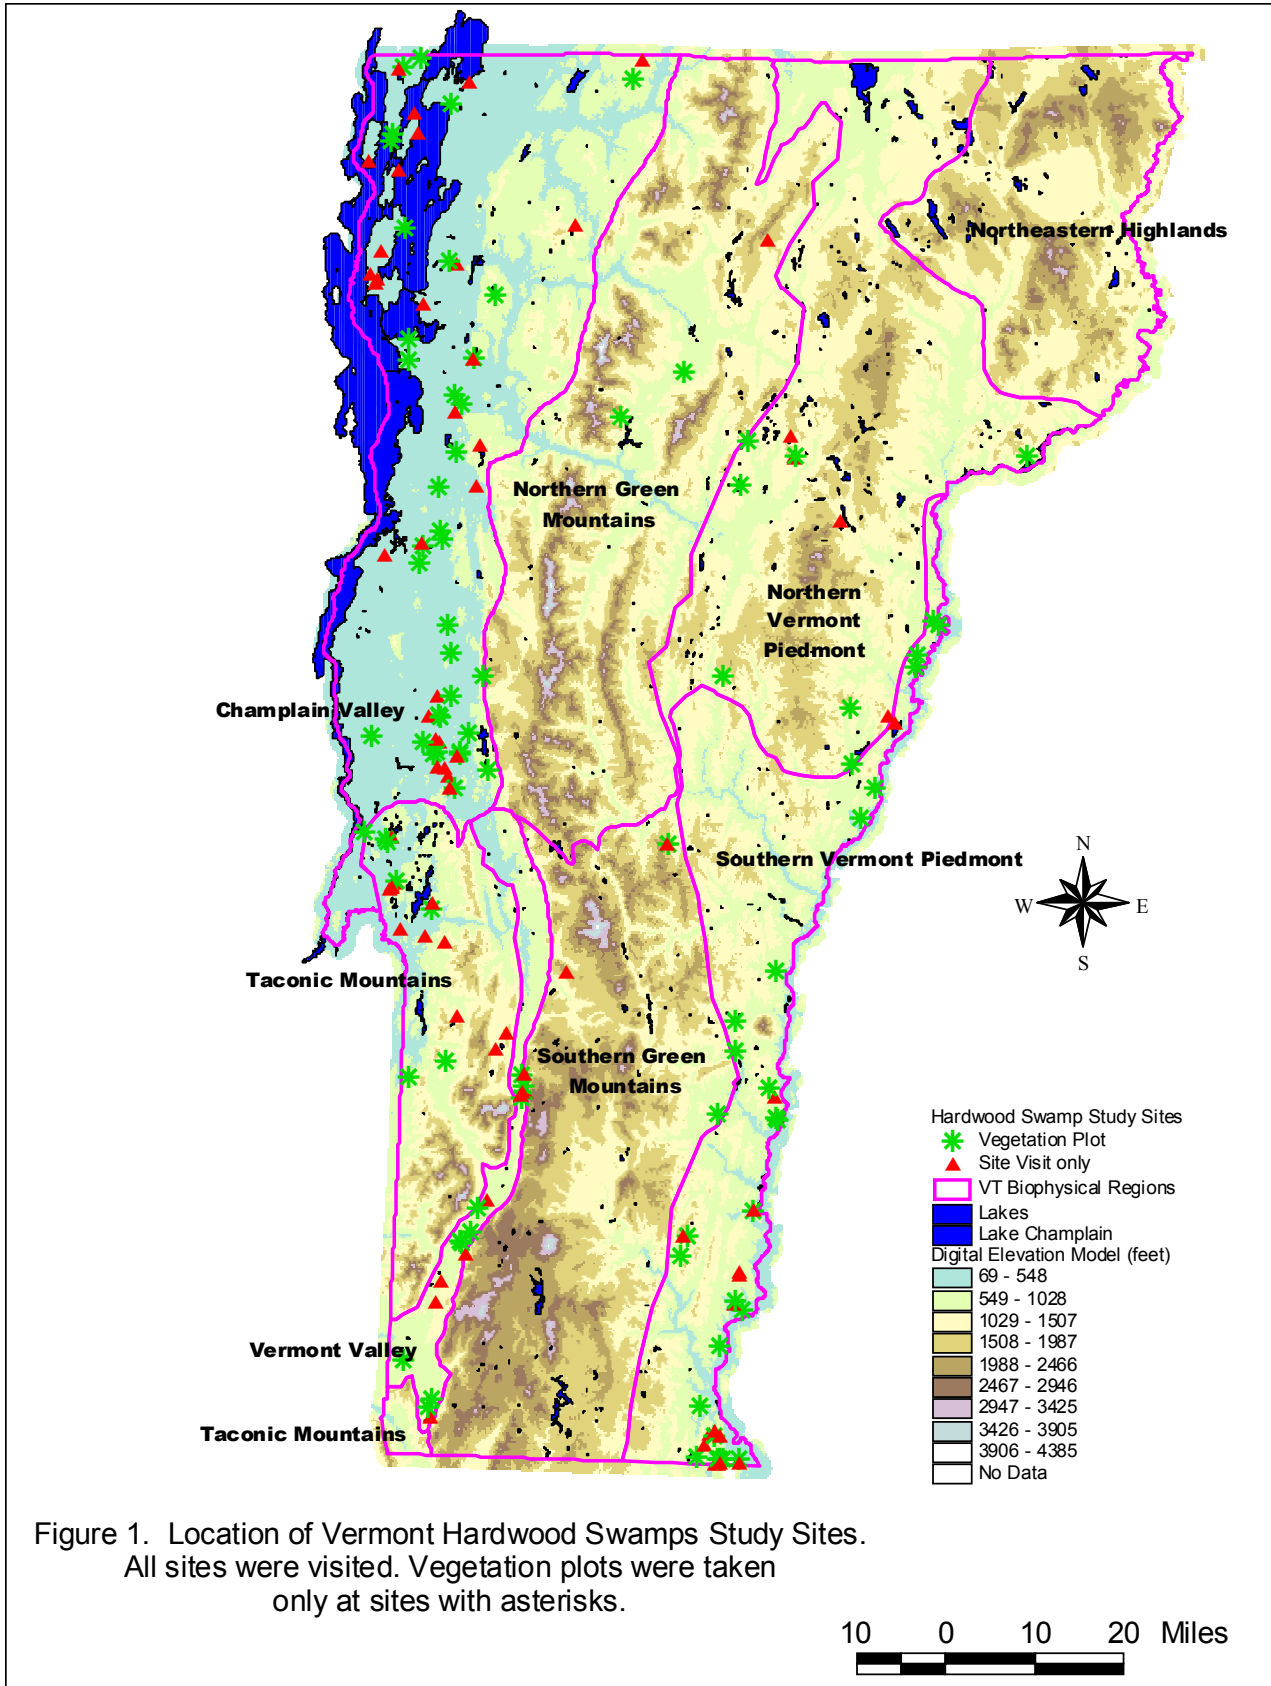 Northeastern Highlands
Northern Green
Mountains
Northern
Vermont
Piedmont
Champlain Valley
Southern Vermont Piedmont
N
W
E
S
Taconic Mountains
Southern Green
Mountains
Hardwood Swamp Study Sites
Vegetation Plot
Site Visit only
VT Biophysical Regions
Lakes
Lake Champlain
Digital Elevation Model (feet)
69 - 548
549 - 1028
1029 - 1507
1508 - 1987
1988 - 2466
2467 - 2946
2947 - 3425
3426 - 3905
3906 - 4385
No Data
Vermont Valley
Taconic Mountains
Figure 1. Location of Vermont Hardwood Swamps Study Sites.
All sites were visited. Vegetation plots were taken
only at sites with asterisks.
10 0 10 20 Miles